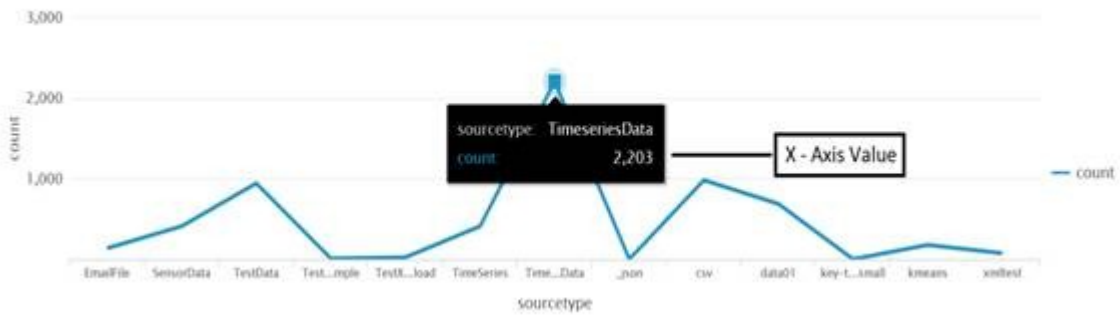 3,000
2,000
1,000
count
sourcetype: TimeseriesData
count: 2,203
X - Axis Value
count
EmailFile SensorData TestData Test...mple TestX...load TimeSeries Time...Data _json csv data01 key-t...small kmeans xmltest
sourcetype